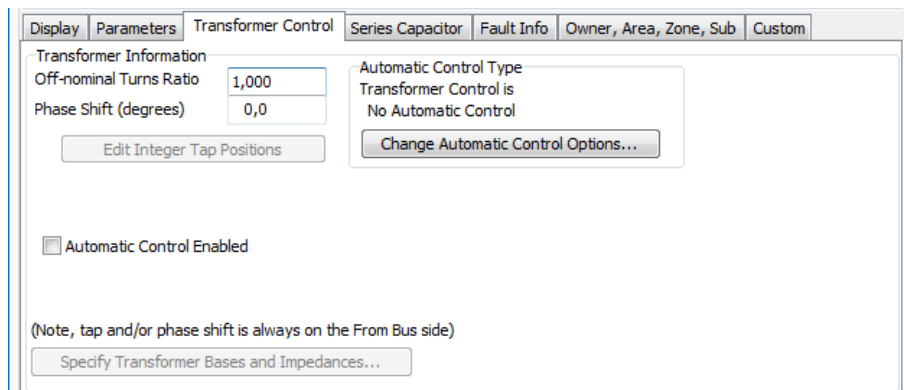 Display Parameters Transformer Control Series Capacitor Fault Info Owner, Area, Zone, Sub Custom
Transformer Information
Off-nominal Turns Ratio 1,000
Phase Shift (degrees) 0,0
Edit Integer Tap Positions
Automatic Control Type
Transformer Control is
No Automatic Control
Change Automatic Control Options...
Automatic Control Enabled
(Note, tap and/or phase shift is always on the From Bus side)
Specify Transformer Bases and Impedances...